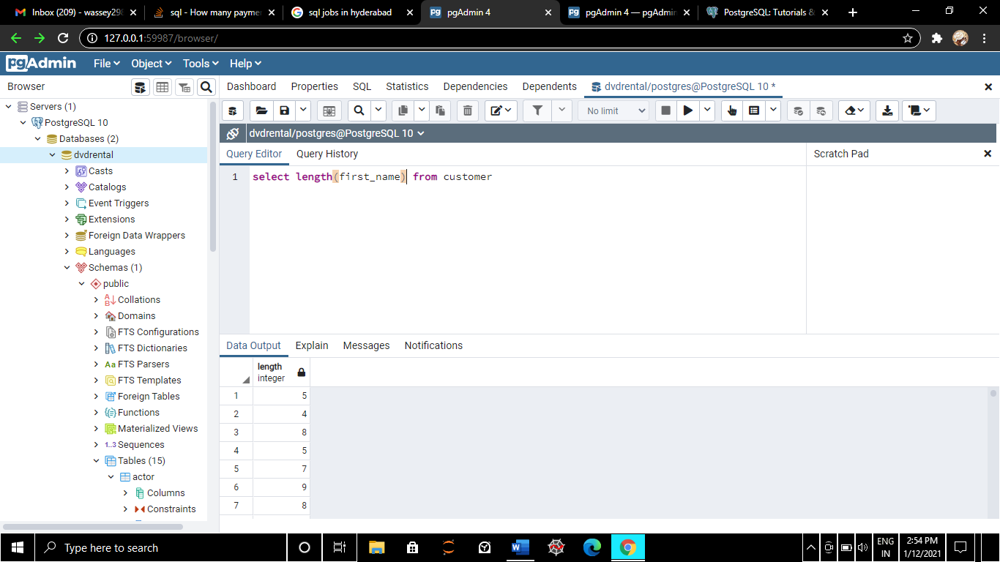 Inbox (209) - wassey298
sql - How many paymen
sql jobs in hyderabad
pgAdmin 4
pgAdmin 4 — pgAdmin
PostgreSQL: Tutorials &
127.0.0.1:59987/browser/
pgAdmin File Object Tools Help
Browser
Dashboard Properties SQL Statistics Dependencies Dependents dvdrental/postgres@PostgreSQL 10 *
No limit
dvdrental/postgres@PostgreSQL 10
Query Editor Query History
Scratch Pad
1 select length(first_name) from customer
Servers (1)
PostgreSQL 10
Databases (2)
dvdrental
Casts
Catalogs
Event Triggers
Extensions
Foreign Data Wrappers
Languages
Schemas (1)
public
Collations
Domains
FTS Configurations
FTS Dictionaries
Aa FTS Parsers
FTS Templates
Foreign Tables
Functions
Materialized Views
1..3 Sequences
Tables (15)
actor
Columns
Constraints
Data Output Explain Messages Notifications
length
integer
1 5
2 4
3 8
4 5
5 7
6 9
7 8
Type here to search
ENG
IN
2:54 PM
1/12/2021